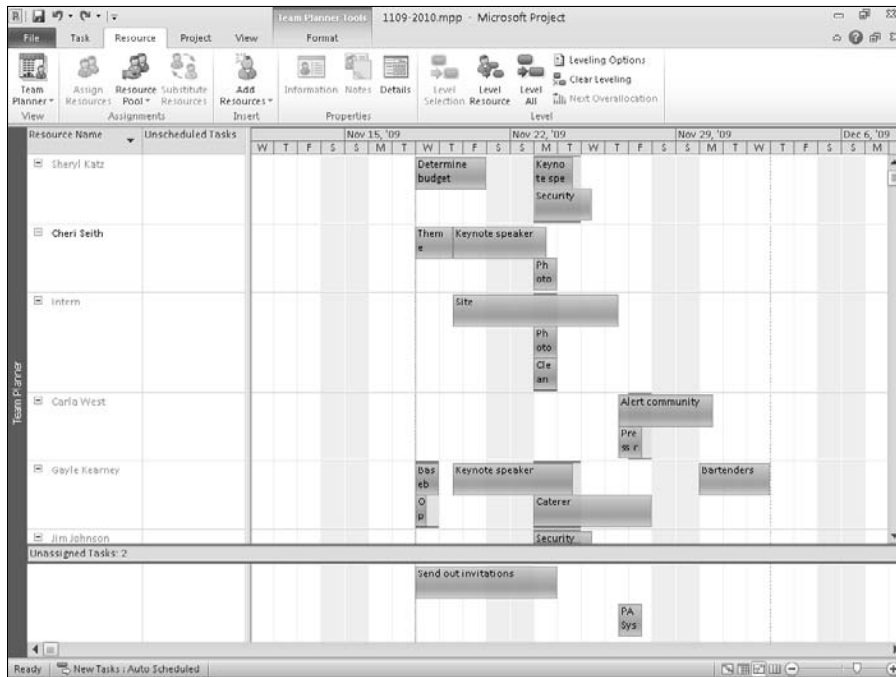 Team Planner Tools
1109-2010.mpp - Microsoft Project
File Task Resource Project View Format
Team Planner
Assign Resources
Resource Pool
Substitute Resources
Add Resources
Information
Notes
Details
Level Selection
Level Resource
Level All
Leveling Options
Clear Leveling
Next Overallocation
View Assignments Insert Properties Level
Resource Name Unscheduled Tasks
Nov 15, '09 Nov 22, '09 Nov 29, '09 Dec 6, '09
W T F S S M T W T F S S M T W T F S S M T W T F S S M
Sheryl Katz
Determine budget
Keyno te spe
Security
Cheri Seith
Them e
Keynote speaker
Ph oto
Intern
Site
Ph oto
Cle an
Team Planner
Carla West
Alert community
Pre ss r
Gayle Kearney
Bas eb
Keynote speaker
Bartenders
O p
Caterer
Jim Johnson
Security
Unassigned Tasks: 2
Send out invitations
PA Sys
Ready New Tasks : Auto Scheduled